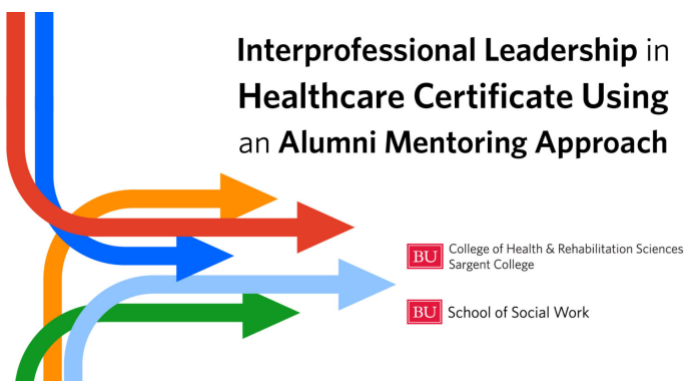 Interprofessional Leadership in
Healthcare Certificate Using
an Alumni Mentoring Approach
BU College of Health & Rehabilitation Sciences
Sargent College
BU School of Social Work